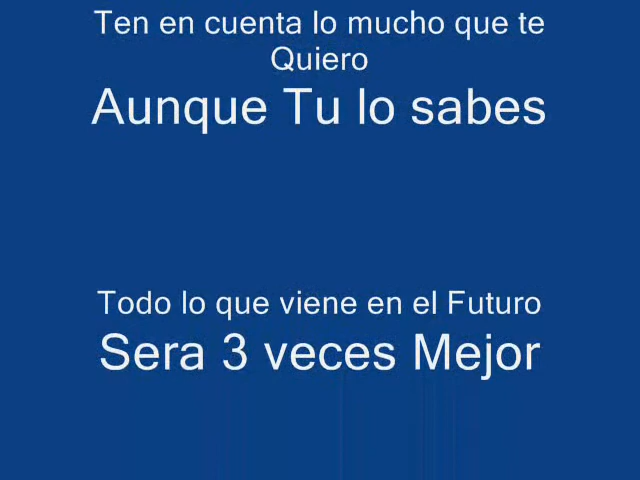 Ten en cuenta lo mucho que te
Quiero
Aunque Tu lo sabes
Todo lo que viene en el Futuro
Sera 3 veces Mejor